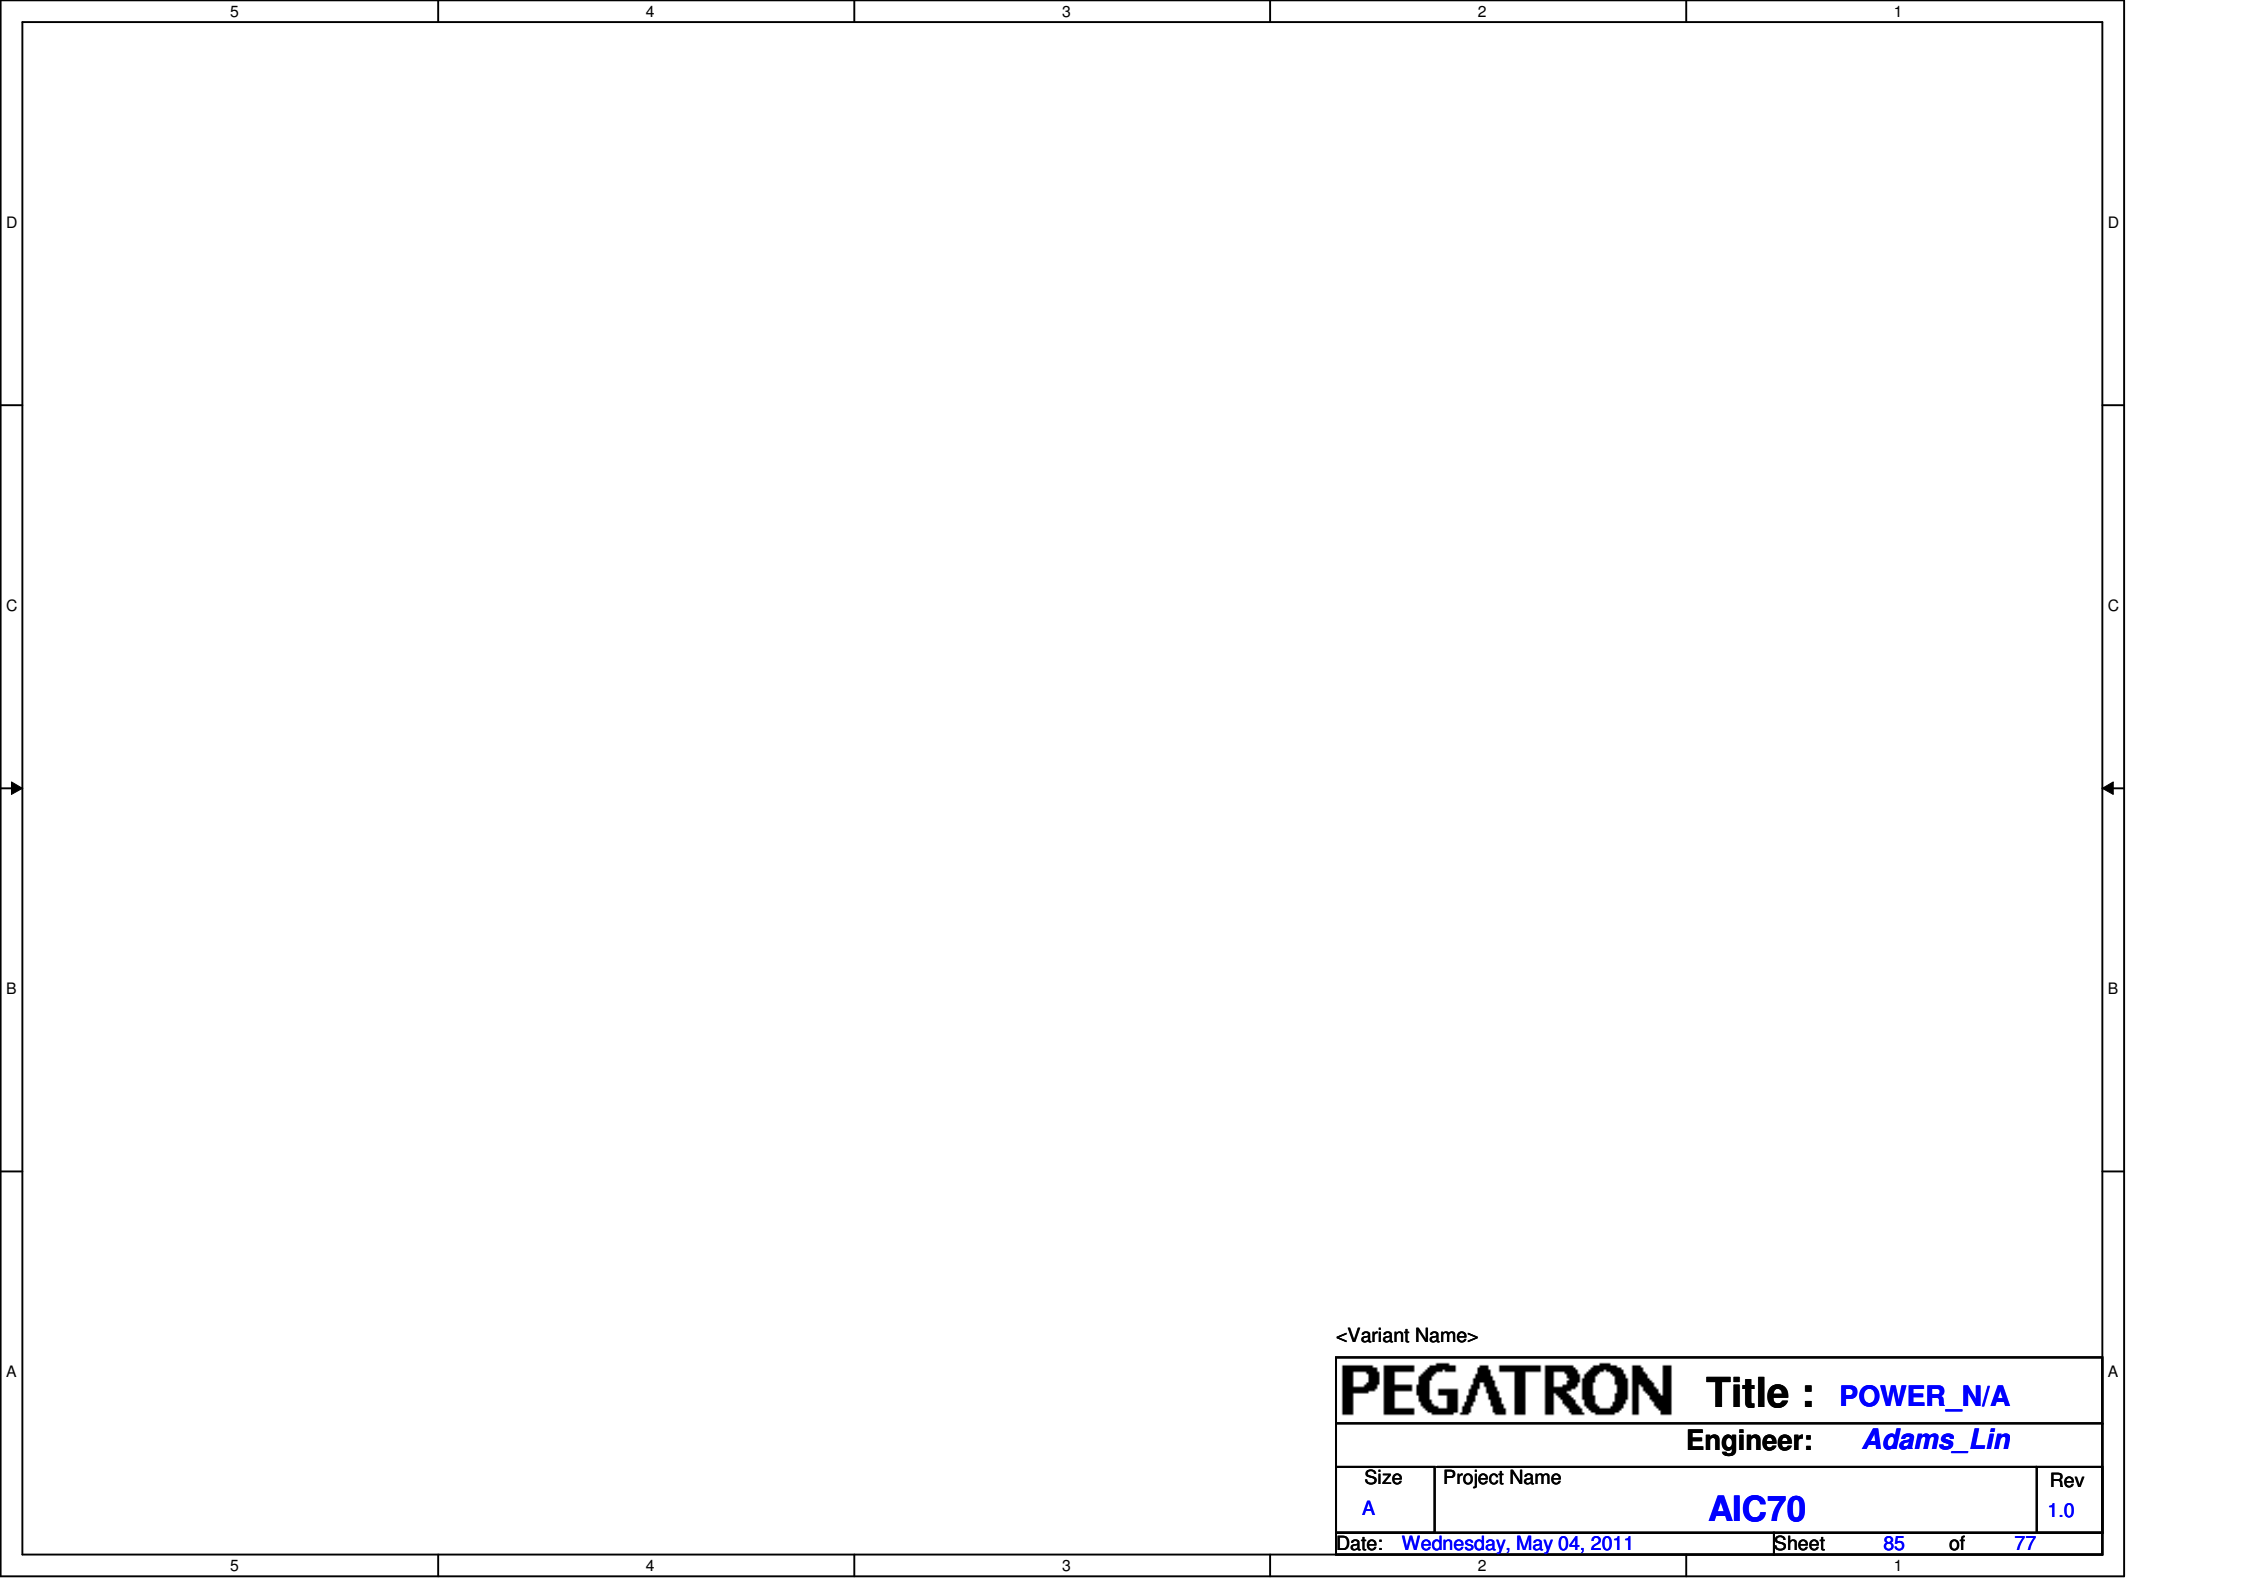 5 4 3 2 1
D D
C C
B B
<Variant Name>
A A
PEGATRON Title : POWER_N/A
Engineer: Adams_Lin
Size Project Name Rev
A AIC70 1.0
Date: Wednesday, May 04, 2011 Sheet 85 of 77
5 4 3 2 1